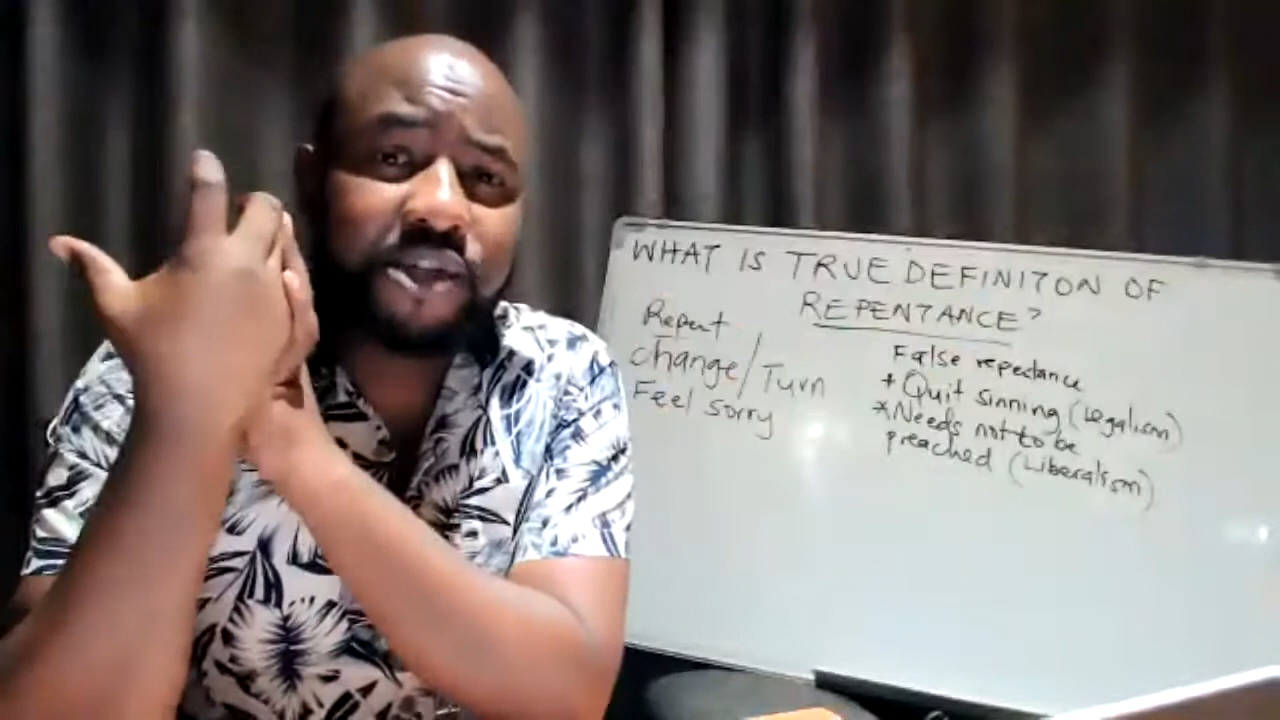 WHAT IS TRUE DEFINITON OF
REPENTANCE?
Repent
change/Turn
Feel sorry
False repedance
+ Quit sinning (Legalism)
*Needs not to be
preached (Liberalism)